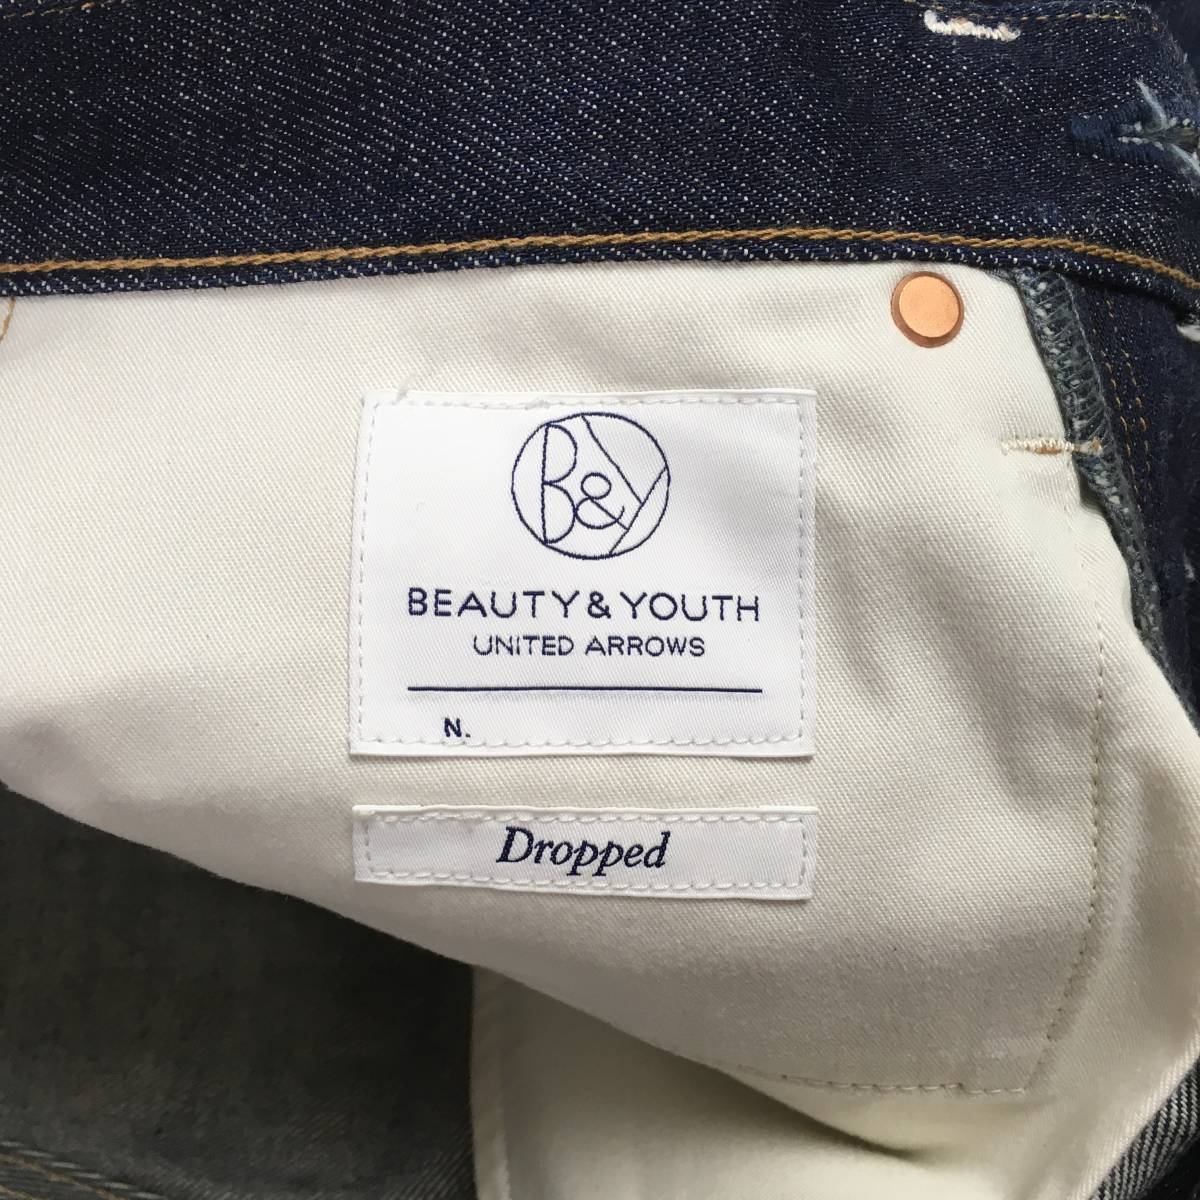 B&Y
BEAUTY & YOUTH
UNITED ARROWS
N.
Dropped